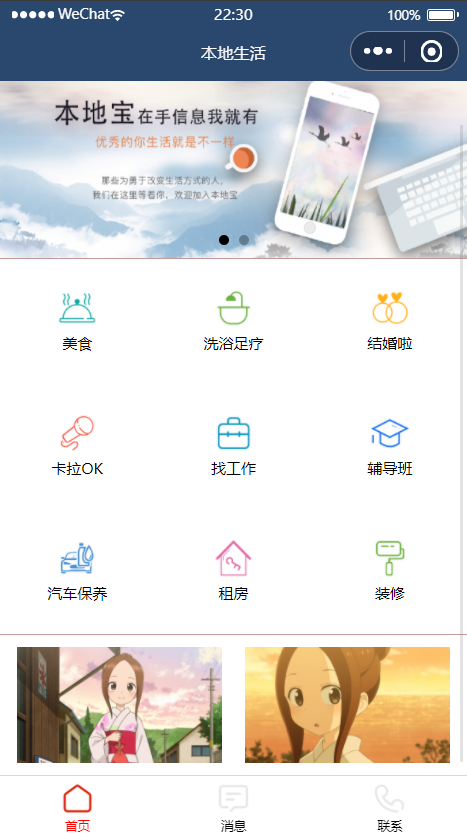 WeChat
22:30
100%
本地生活
本地宝在手信息我就有
优秀的你生活就是不一样
那些为勇于改变生活方式的人，
我们在这里等着你、欢迎加入本地宝
美食
洗浴足疗
结婚啦
卡拉OK
找工作
辅导班
汽车保养
租房
装修
首页
消息
联系